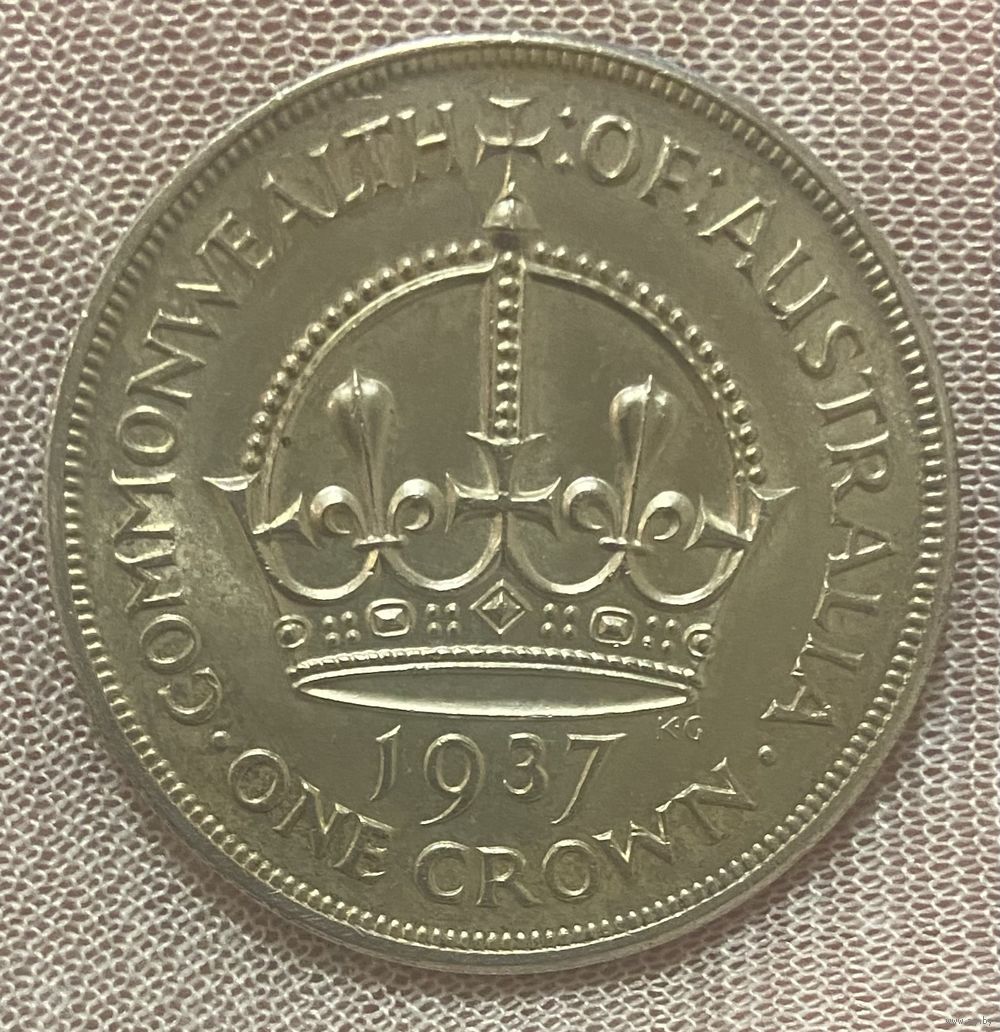 COMMONWEALTH :OF: AUSTRALIA
· ONE CROWN ·
1937
KG